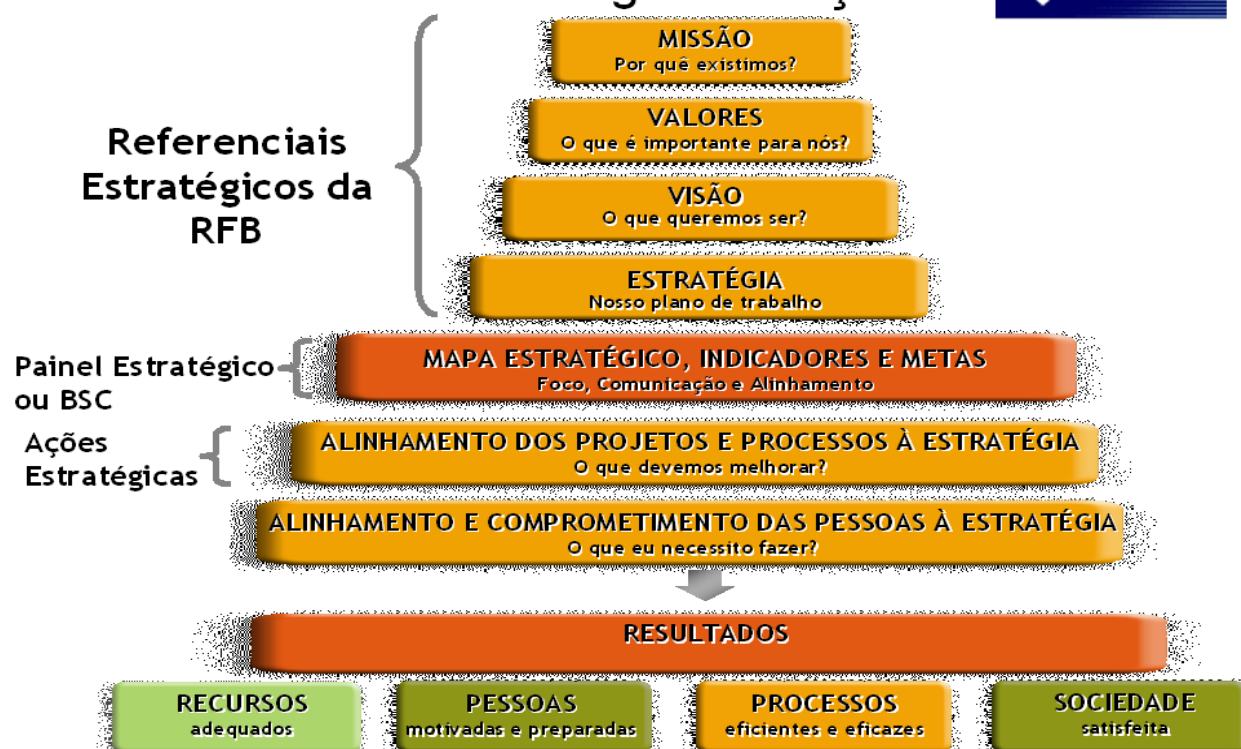 MISSÃO
Por quê existimos?
VALORES
O que é importante para nós?
Referenciais
Estratégicos da
RFB
VISÃO
O que queremos ser?
ESTRATÉGIA
Nosso plano de trabalho
Painel Estratégico
ou BSC
MAPA ESTRATÉGICO, INDICADORES E METAS
Foco, Comunicação e Alinhamento
Ações
Estratégicas
ALINHAMENTO DOS PROJETOS E PROCESSOS À ESTRATÉGIA
O que devemos melhorar?
ALINHAMENTO E COMPROMETIMENTO DAS PESSOAS À ESTRATÉGIA
O que eu necessito fazer?
RESULTADOS
RECURSOS
adequados
PESSOAS
motivadas e preparadas
PROCESSOS
eficientes e eficazes
SOCIEDADE
satisfeita